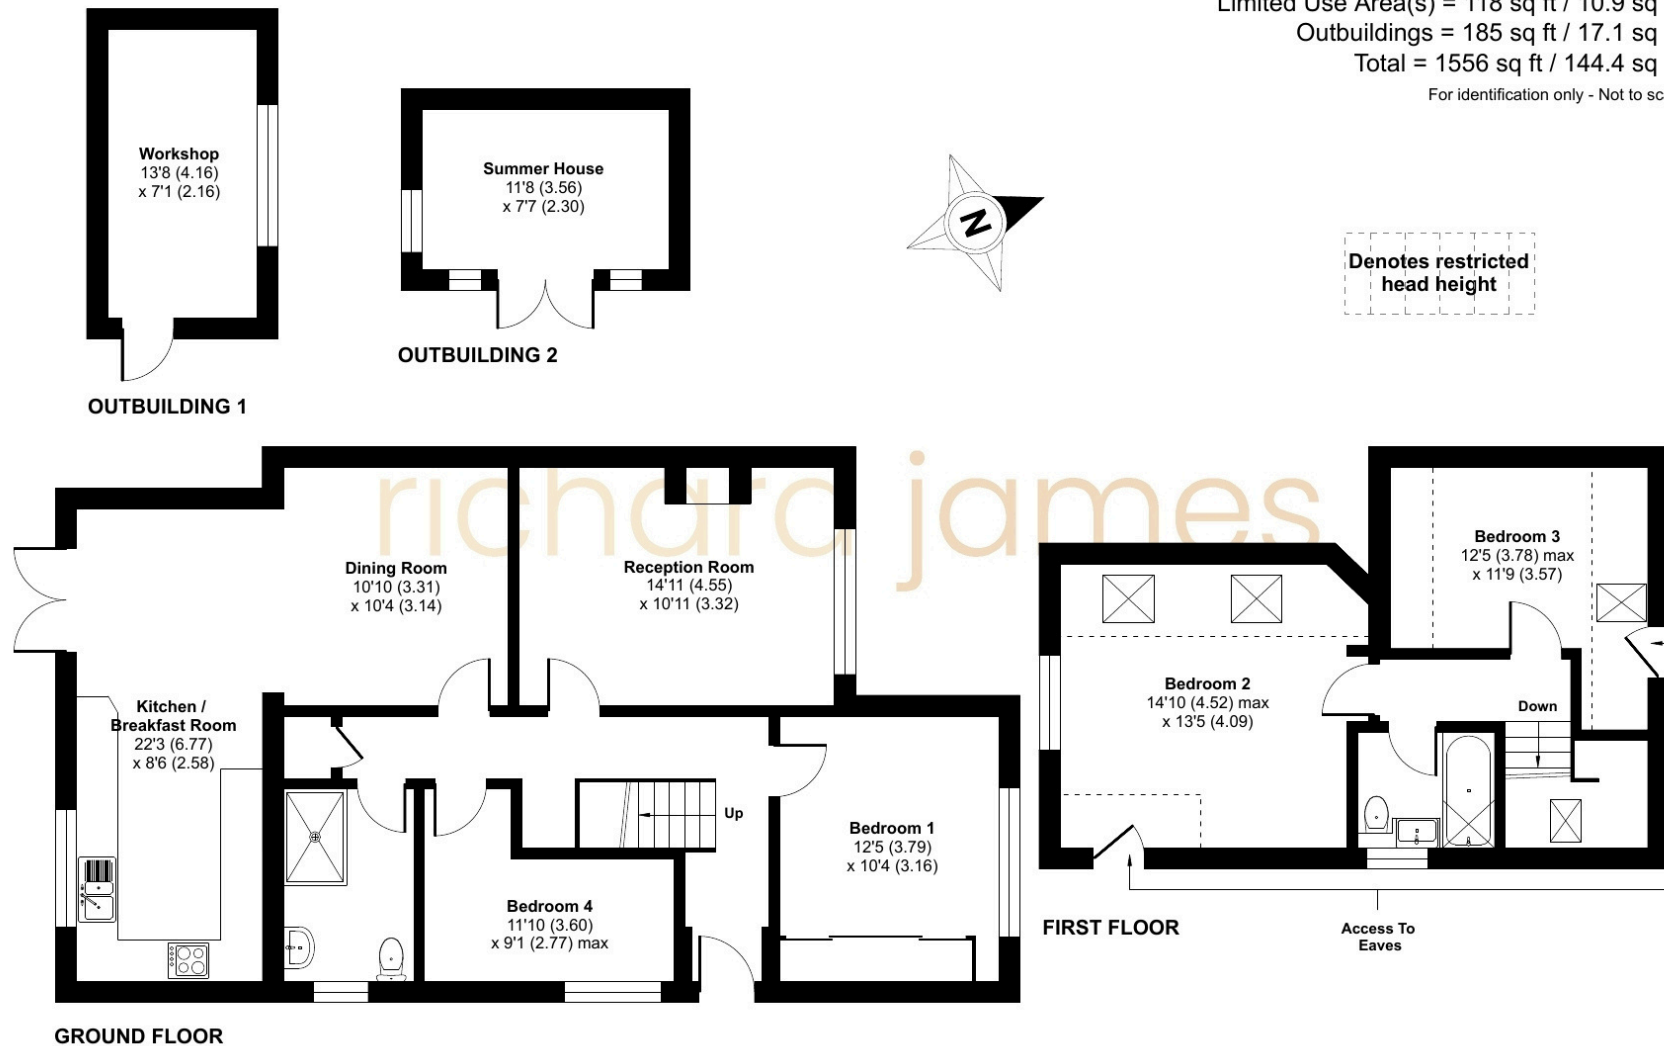 Limited Use Area(s) = 118 sq ft / 10.9 sq
Outbuildings = 185 sq ft / 17.1 sq
Total = 1556 sq ft / 144.4 sq
For identification only - Not to sc
Workshop
13'8 (4.16)
x 7'1 (2.16)
OUTBUILDING 1
Summer House
11'8 (3.56)
x 7'7 (2.30)
OUTBUILDING 2
N
Denotes restricted
head height
richard james
Dining Room
10'10 (3.31)
x 10'4 (3.14)
Reception Room
14'11 (4.55)
x 10'11 (3.32)
Kitchen /
Breakfast Room
22'3 (6.77)
x 8'6 (2.58)
Up
Bedroom 1
12'5 (3.79)
x 10'4 (3.16)
Bedroom 4
11'10 (3.60)
x 9'1 (2.77) max
GROUND FLOOR
Bedroom 3
12'5 (3.78) max
x 11'9 (3.57)
Bedroom 2
14'10 (4.52) max
x 13'5 (4.09)
Down
FIRST FLOOR
Access To
Eaves